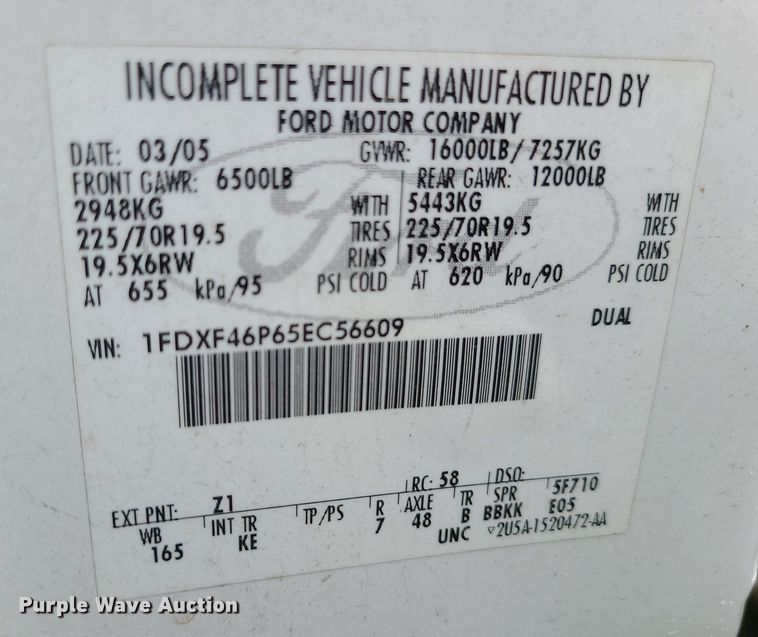 INCOMPLETE VEHICLE MANUFACTURED BY
FORD MOTOR COMPANY
DATE: 03/05 GVWR: 16000LB/7257KG
FRONT GAWR: 6500LB REAR GAWR: 12000LB
2948KG WITH 5443KG WITH
225/70R19.5 TIRES 225/70R19.5 TIRES
19.5X6RW RIMS 19.5X6RW RIMS
AT 655 kPa/95 PSI COLD AT 620 kPa/90 PSI COLD
VIN: 1FDXF46P65EC56609 DUAL
EXT PNT: Z1 RC: 58 DSO:
WB INT TR TP/PS R AXLE TR SPR 5F710
165 KE 7 48 B BBKK E05
UNC ▽2U5A-1520472-AA
Ford
Purple Wave Auction